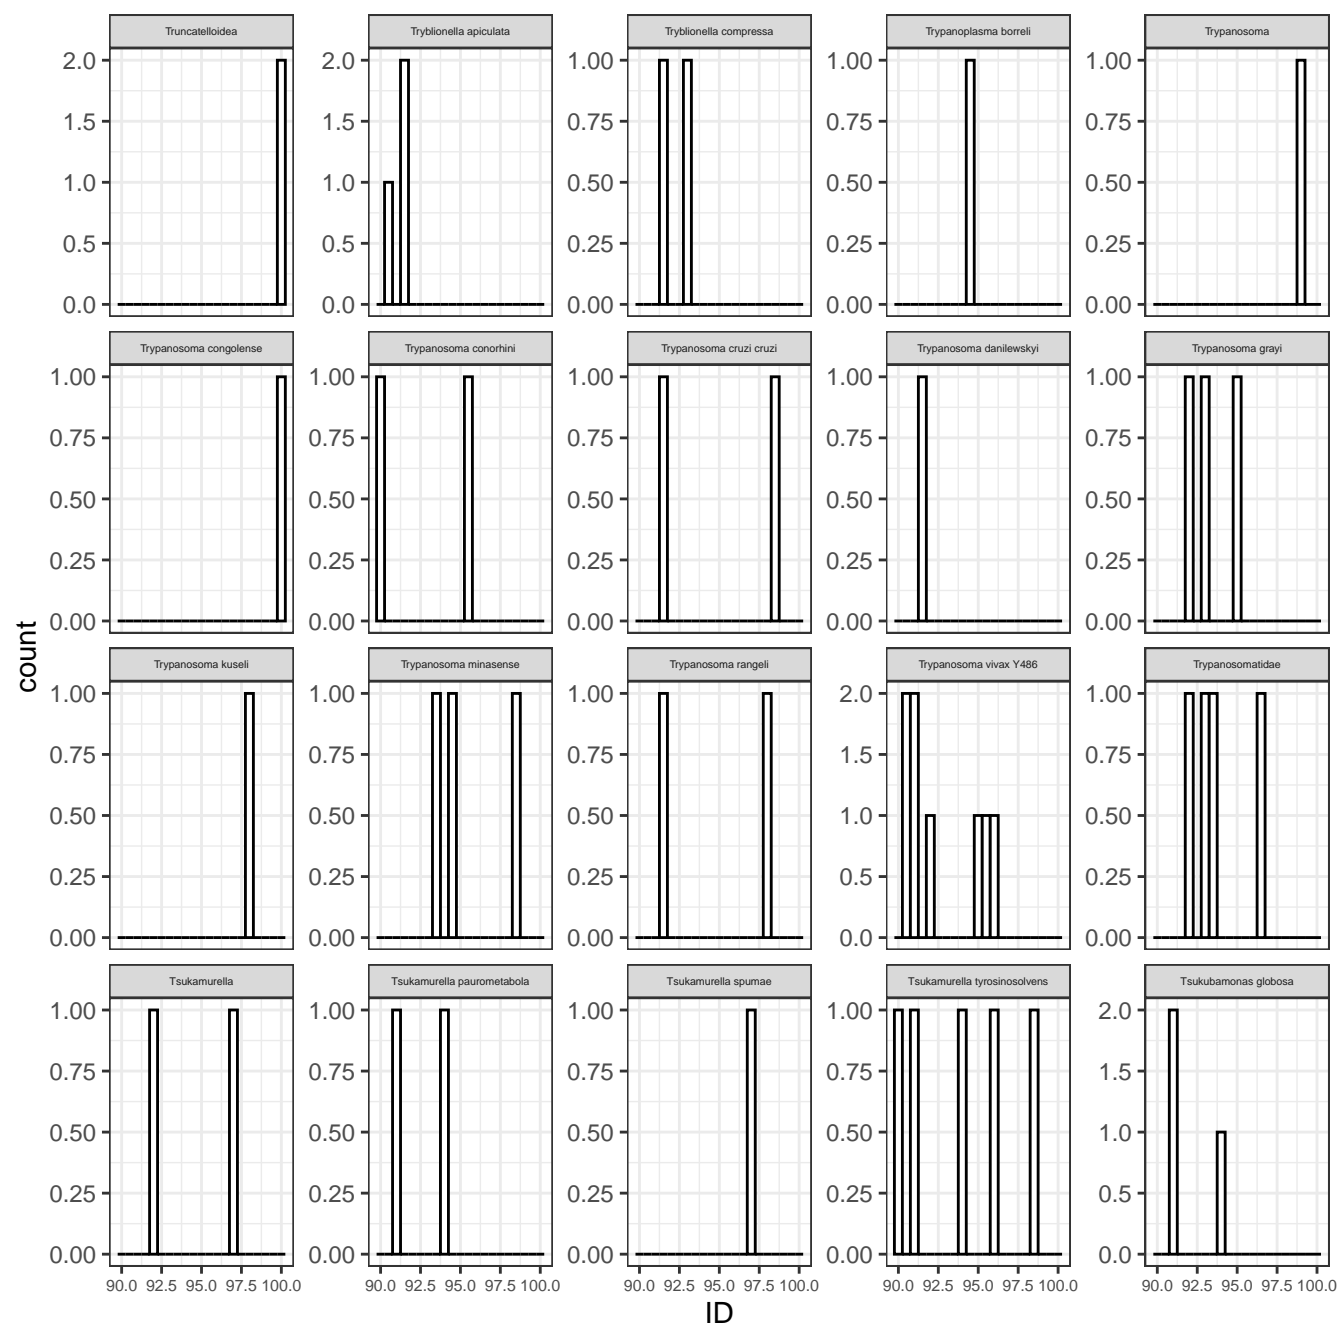 Truncatelloidea Tryblionella apiculata Tryblionella compressa Trypanoplasma borreli Trypanosoma
2.0 2.0 1.00 1.00 1.00
1.5 1.5 0.75 0.75 0.75
1.0 1.0 0.50 0.50 0.50
0.5 0.5 0.25 0.25 0.25
0.0 0.0 0.00 0.00 0.00
Trypanosoma congolense Trypanosoma conorhini Trypanosoma cruzi cruzi Trypanosoma danilewskyi Trypanosoma grayi
1.00 1.00 1.00 1.00 1.00
0.75 0.75 0.75 0.75 0.75
0.50 0.50 0.50 0.50 0.50
0.25 0.25 0.25 0.25 0.25
0.00 0.00 0.00 0.00 0.00
count
Trypanosoma kuseli Trypanosoma minasense Trypanosoma rangeli Trypanosoma vivax Y486 Trypanosomatidae
1.00 1.00 1.00 2.0 1.00
0.75 0.75 0.75 1.5 0.75
0.50 0.50 0.50 1.0 0.50
0.25 0.25 0.25 0.5 0.25
0.00 0.00 0.00 0.0 0.00
Tsukamurella Tsukamurella paurometabola Tsukamurella spumae Tsukamurella tyrosinosolvens Tsukubamonas globosa
1.00 1.00 1.00 1.00 2.0
0.75 0.75 0.75 0.75 1.5
0.50 0.50 0.50 0.50 1.0
0.25 0.25 0.25 0.25 0.5
0.00 0.00 0.00 0.00 0.0
90.0 92.5 95.0 97.5 100.0 90.0 92.5 95.0 97.5 100.0 90.0 92.5 95.0 97.5 100.0 90.0 92.5 95.0 97.5 100.0 90.0 92.5 95.0 97.5 100.0
ID